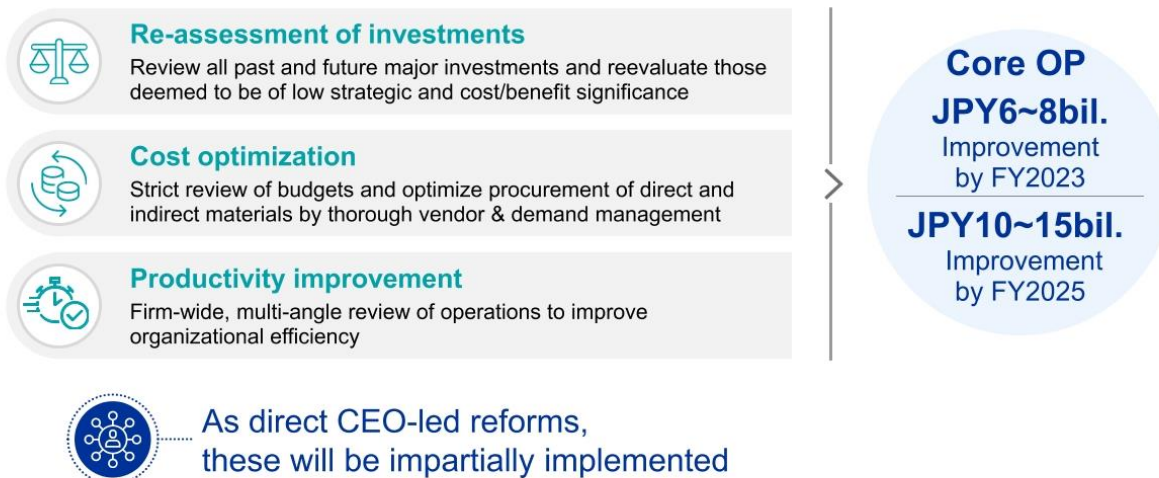 Re-assessment of investments
Review all past and future major investments and reevaluate those
deemed to be of low strategic and cost/benefit significance
Cost optimization
Strict review of budgets and optimize procurement of direct and
indirect materials by thorough vendor & demand management
Productivity improvement
Firm-wide, multi-angle review of operations to improve
organizational efficiency
Core OP
JPY6~8bil.
Improvement
by FY2023
JPY10~15bil.
Improvement
by FY2025
As direct CEO-led reforms,
these will be impartially implemented